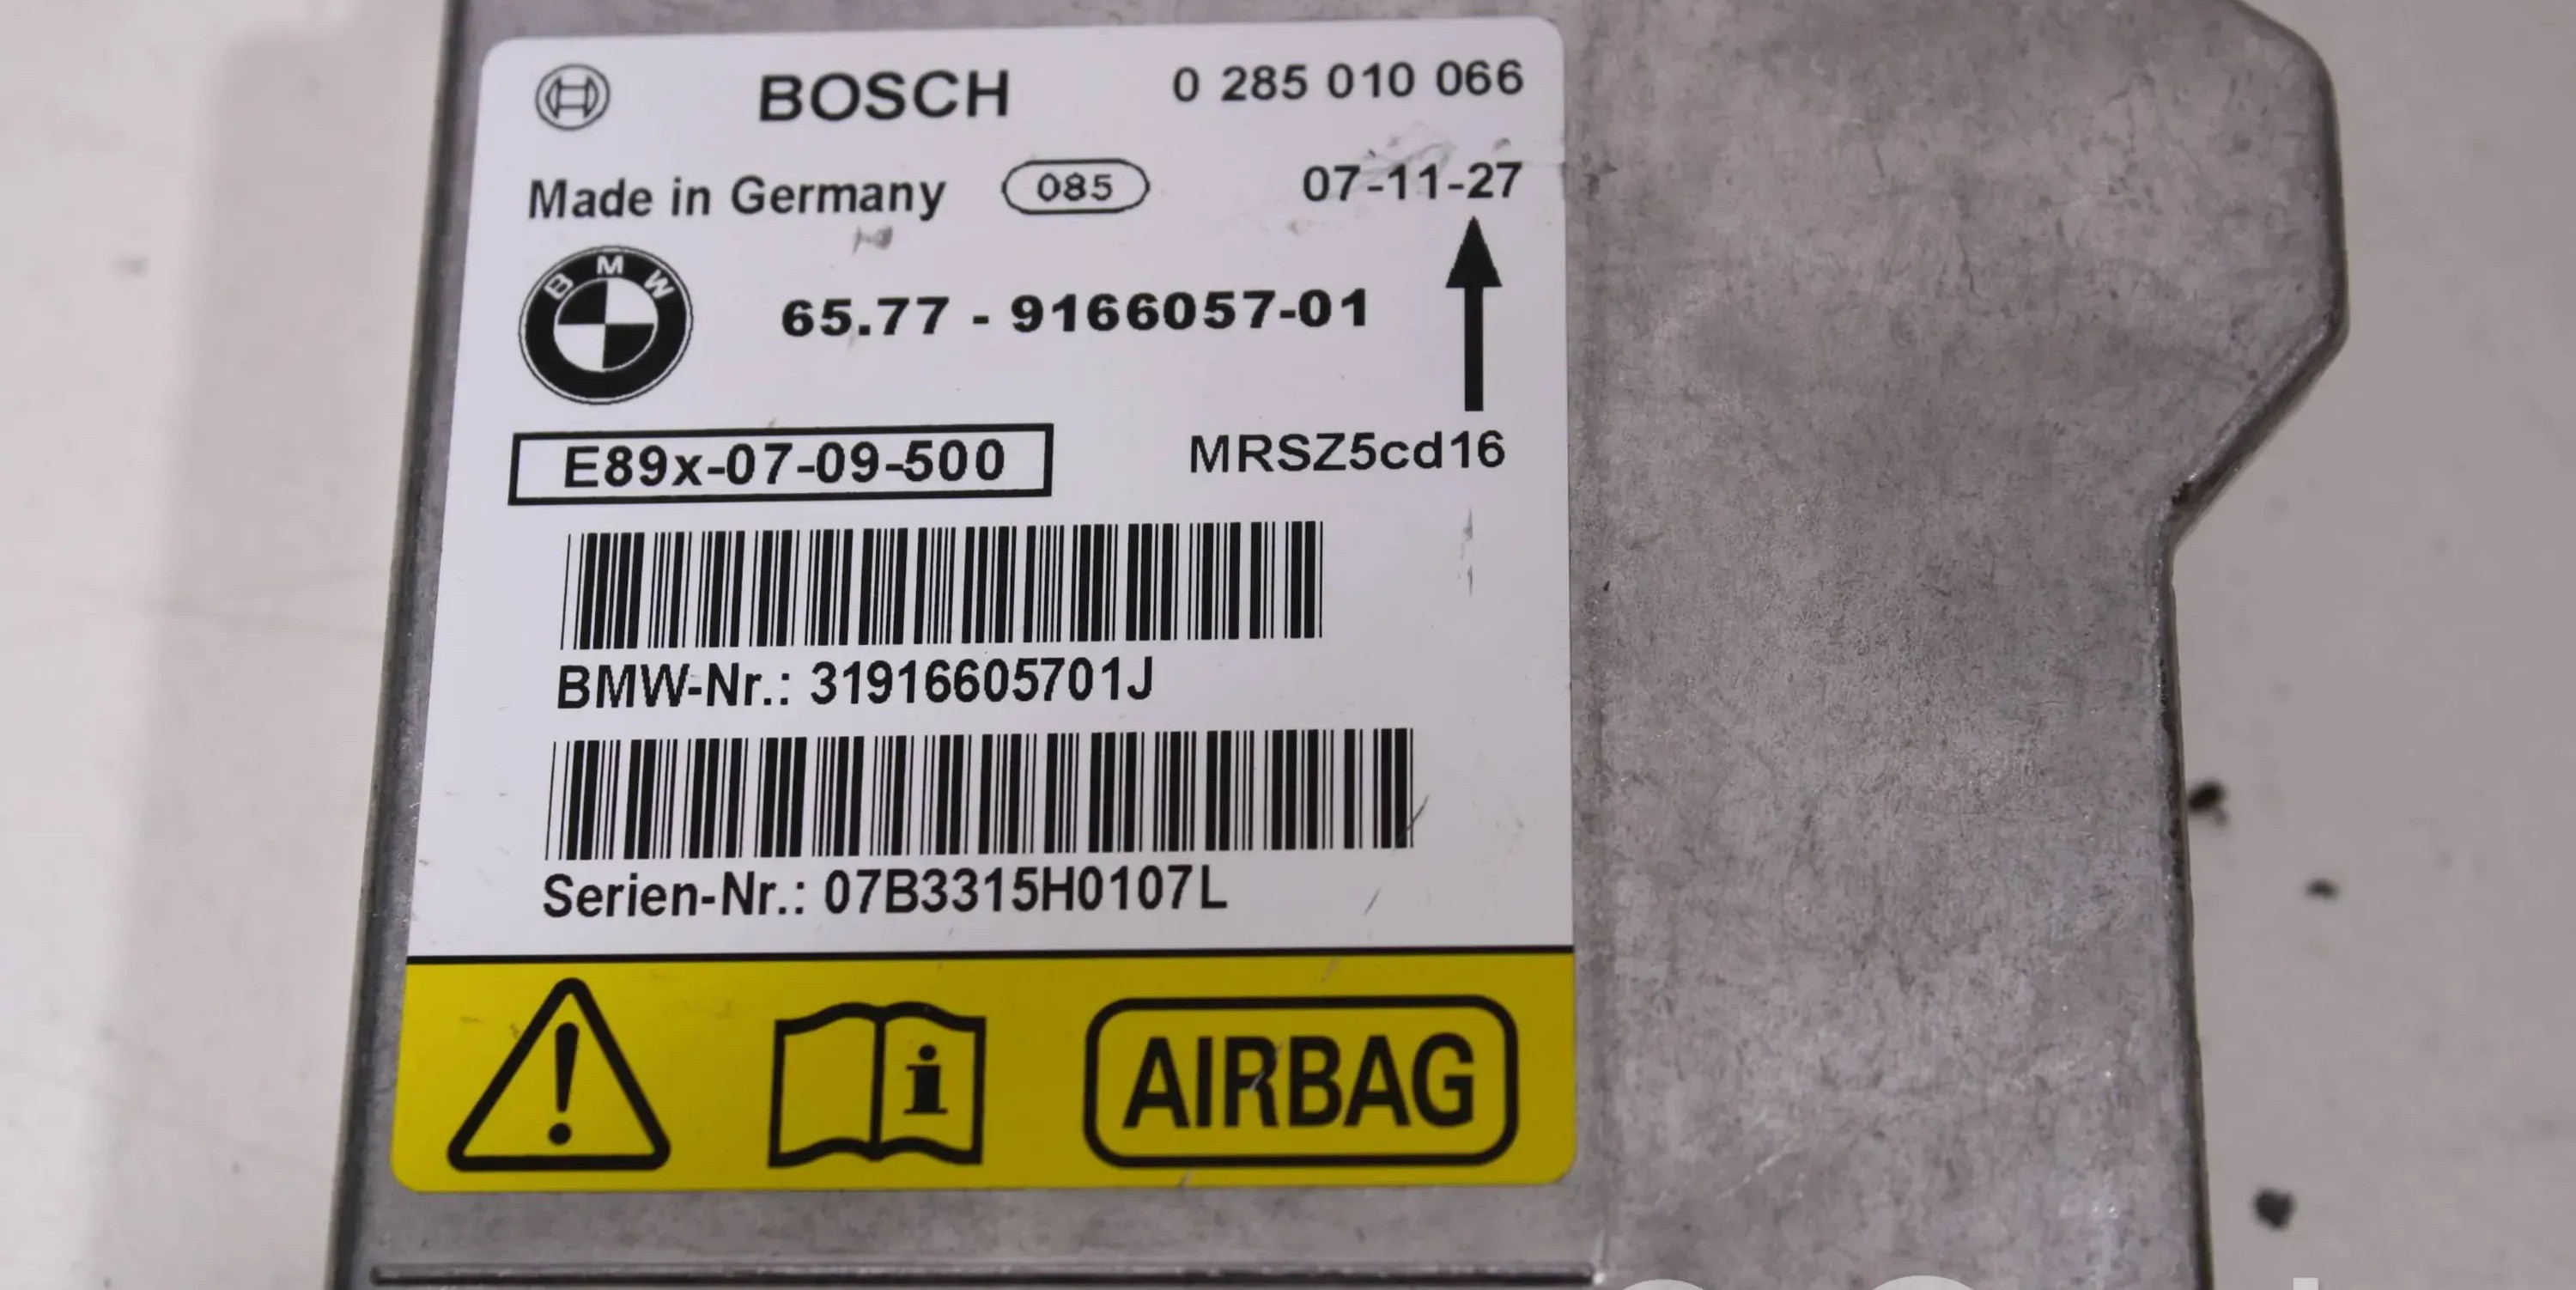 BOSCH 0 285 010 066
Made in Germany 085 07-11-27
BMW 65.77 - 9166057-01
E89x-07-09-500 MRSZ5cd16
BMW-Nr.: 31916605701J
Serien-Nr.: 07B3315H0107L
! i AIRBAG